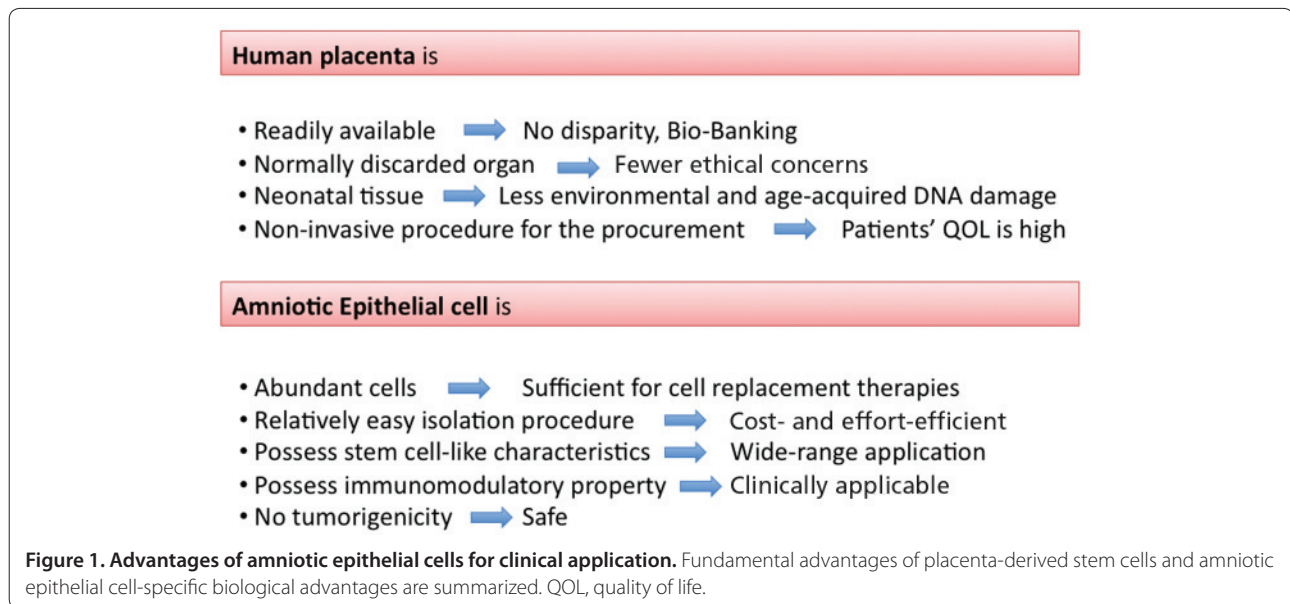 Human placenta is
• Readily available ➡ No disparity, Bio-Banking
• Normally discarded organ ➡ Fewer ethical concerns
• Neonatal tissue ➡ Less environmental and age-acquired DNA damage
• Non-invasive procedure for the procurement ➡ Patients' QOL is high
Amniotic Epithelial cell is
• Abundant cells ➡ Sufficient for cell replacement therapies
• Relatively easy isolation procedure ➡ Cost- and effort-efficient
• Possess stem cell-like characteristics ➡ Wide-range application
• Possess immunomodulatory property ➡ Clinically applicable
• No tumorigenicity ➡ Safe
Figure 1. Advantages of amniotic epithelial cells for clinical application. Fundamental advantages of placenta-derived stem cells and amniotic
epithelial cell-specific biological advantages are summarized. QOL, quality of life.